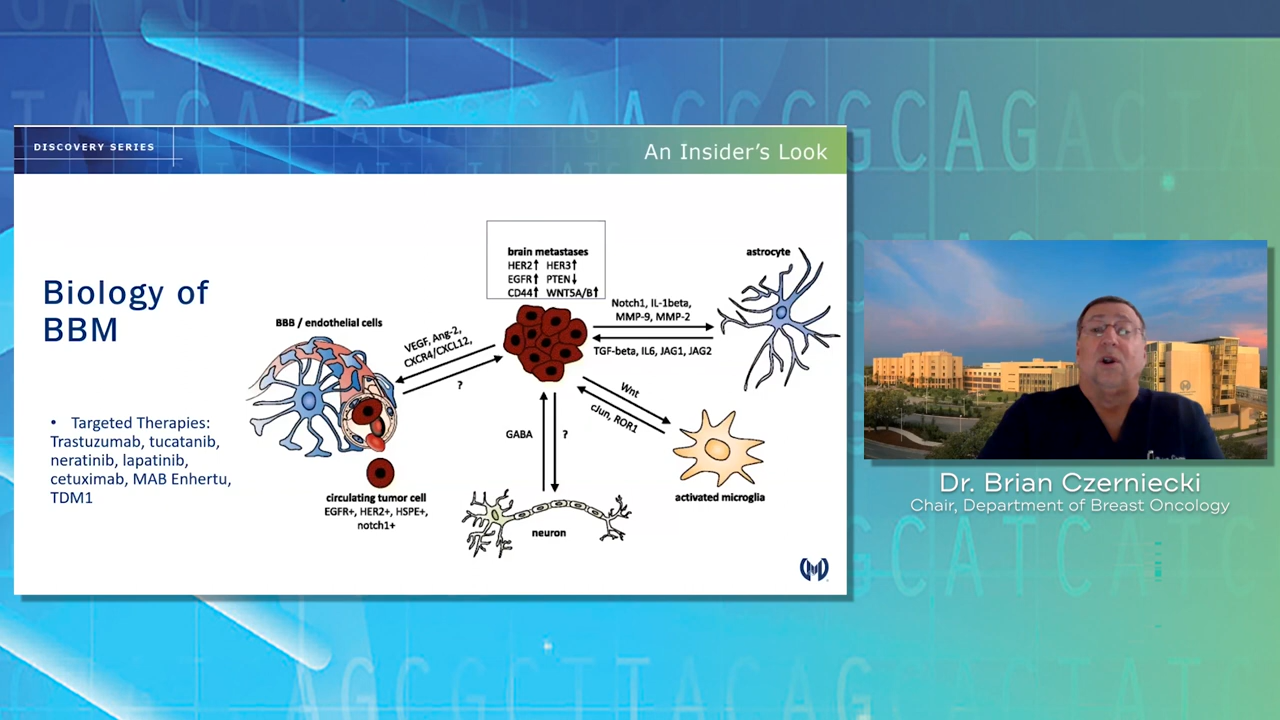 DISCOVERY SERIES
An Insider's Look
Biology of
BBM
• Targeted Therapies:
Trastuzumab, tucatanib,
neratinib, lapatinib,
cetuximab, MAB Enhertu,
TDM1
BBB / endothelial cells
VEGF, Ang-2,
CXCR4/CXCL12,
?
circulating tumor cell
EGFR+, HER2+, HSPE+,
notch1+
brain metastases
HER2↑ HER3↑
EGFR↑ PTEN↓
CD44↑ WNT5A/B↑
Notch1, IL-1beta,
MMP-9, MMP-2
TGF-beta, IL6, JAG1, JAG2
astrocyte
Wnt
cJun, ROR1
activated microglia
GABA
?
neuron
Dr. Brian Czerniecki
Chair, Department of Breast Oncology
GCAG
CATC